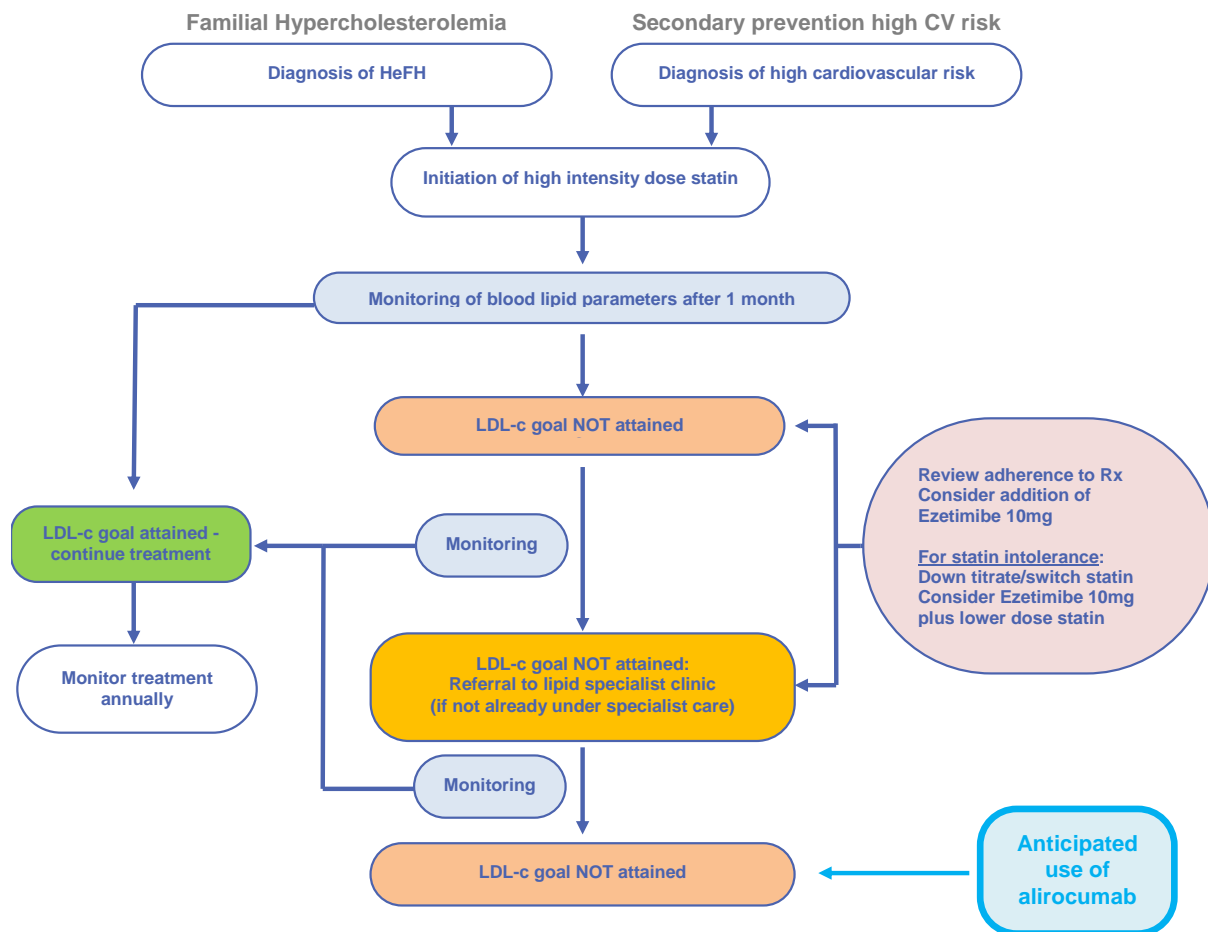 Familial Hypercholesterolemia
Secondary prevention high CV risk
Diagnosis of HeFH
Diagnosis of high cardiovascular risk
Initiation of high intensity dose statin
Monitoring of blood lipid parameters after 1 month
LDL-c goal NOT attained
Review adherence to Rx
Consider addition of
Ezetimibe 10mg
For statin intolerance:
Down titrate/switch statin
Consider Ezetimibe 10mg
plus lower dose statin
LDL-c goal attained -
continue treatment
Monitoring
Monitor treatment
annually
LDL-c goal NOT attained:
Referral to lipid specialist clinic
(if not already under specialist care)
Monitoring
LDL-c goal NOT attained
Anticipated
use of
alirocumab